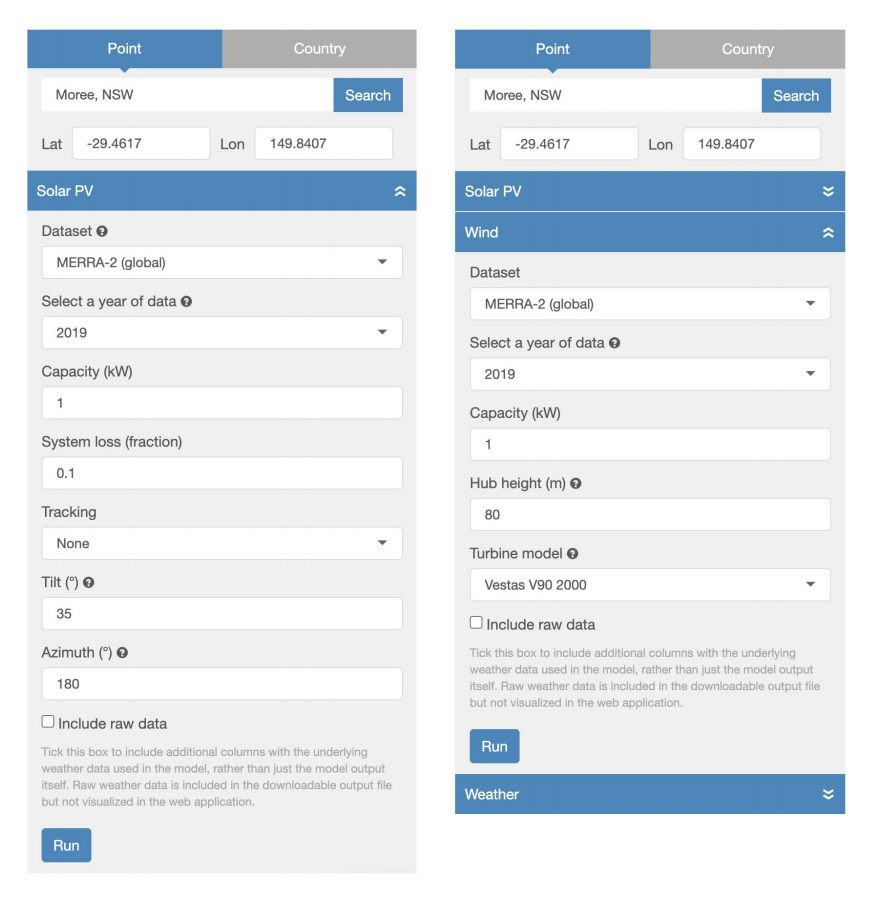 Point Country
Moree, NSW Search
Lat -29.4617 Lon 149.8407
Solar PV
Dataset
MERRA-2 (global)
Select a year of data
2019
Capacity (kW)
1
System loss (fraction)
0.1
Tracking
None
Tilt (°)
35
Azimuth (°)
180
Include raw data
Tick this box to include additional columns with the underlying
weather data used in the model, rather than just the model output
itself. Raw weather data is included in the downloadable output file
but not visualized in the web application.
Run
Point Country
Moree, NSW Search
Lat -29.4617 Lon 149.8407
Solar PV
Wind
Dataset
MERRA-2 (global)
Select a year of data
2019
Capacity (kW)
1
Hub height (m)
80
Turbine model
Vestas V90 2000
Include raw data
Tick this box to include additional columns with the underlying
weather data used in the model, rather than just the model output
itself. Raw weather data is included in the downloadable output file
but not visualized in the web application.
Run
Weather